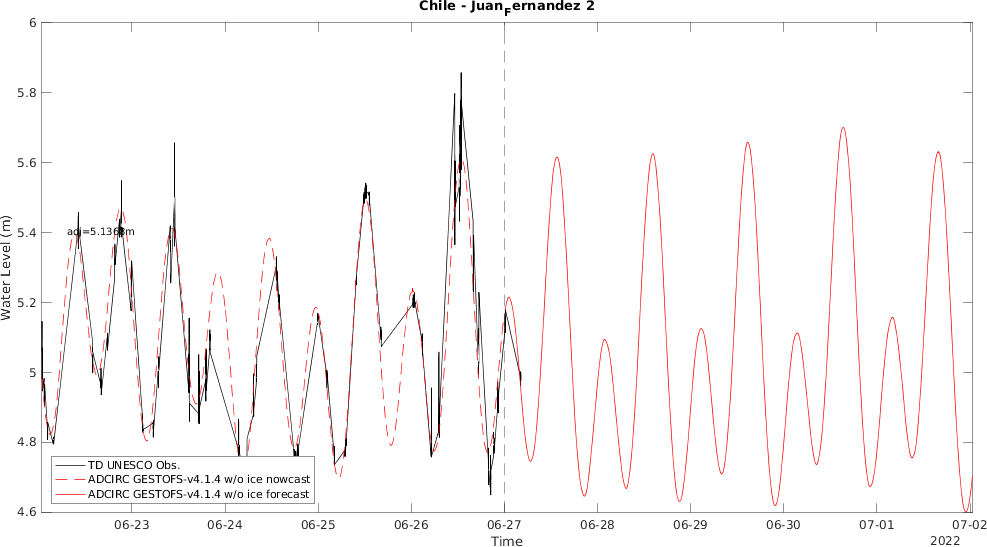 Chile - Juan_Fernandez 2
6
5.8
5.6
5.4
5.2
5
4.8
4.6
Water Level (m)
adj=5.1368m
TD UNESCO Obs.
ADCIRC GESTOFS-v4.1.4 w/o ice nowcast
ADCIRC GESTOFS-v4.1.4 w/o ice forecast
06-23 06-24 06-25 06-26 06-27 06-28 06-29 06-30 07-01 07-02
Time
2022